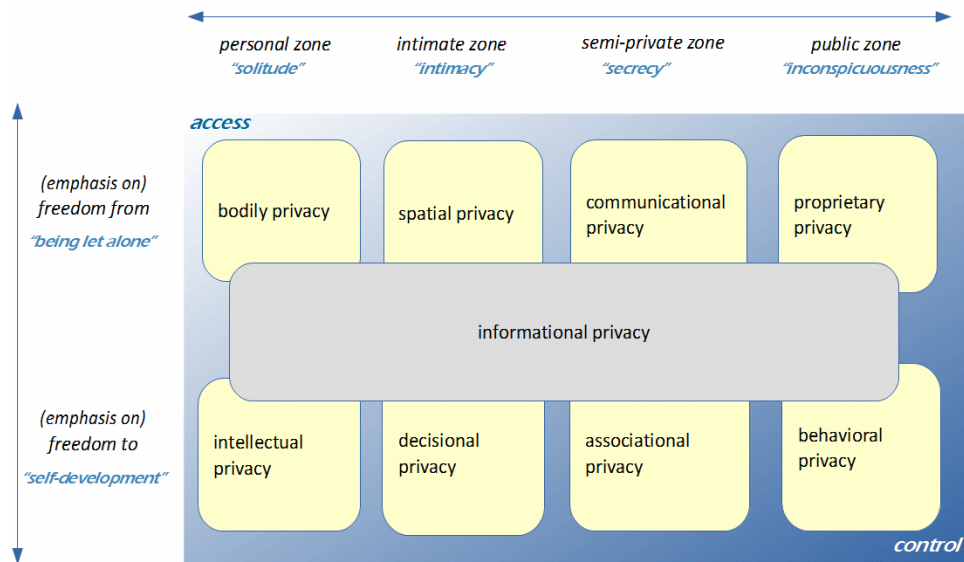 personal zone
"solitude"
intimate zone
"intimacy"
semi-private zone
"secrecy"
public zone
"inconspicuousness"
access
(emphasis on)
freedom from
"being let alone"
bodily privacy
spatial privacy
communicational
privacy
proprietary
privacy
informational privacy
(emphasis on)
freedom to
"self-development"
intellectual
privacy
decisional
privacy
associational
privacy
behavioral
privacy
control